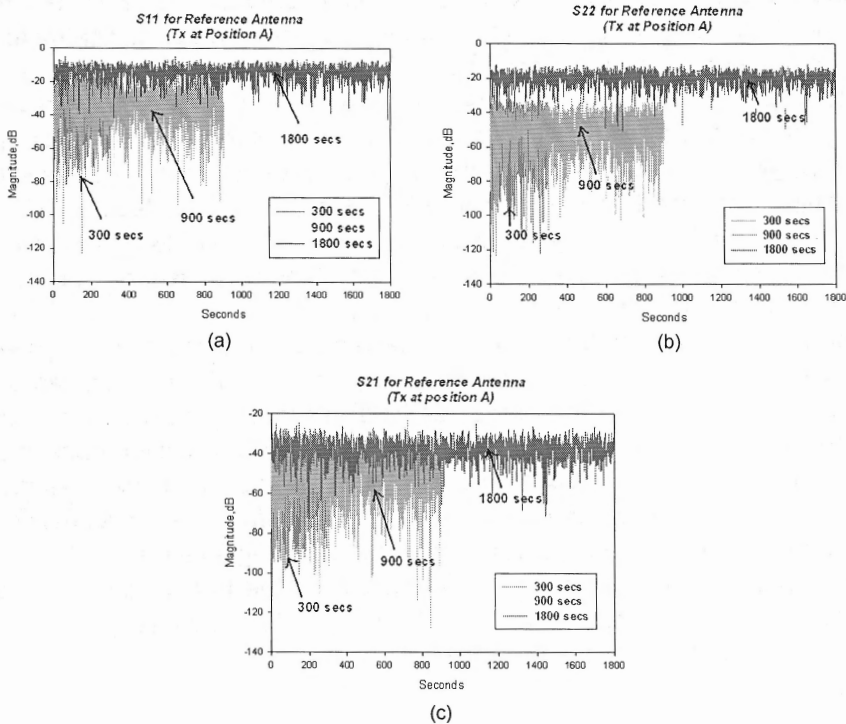 S11 for Reference Antenna
(Tx at Position A)
0
-20
-40
-60
-80
-100
-120
-140
Magnitude,dB
1800 secs
900 secs
300 secs
300 secs
900 secs
1800 secs
0 200 400 600 800 1000 1200 1400 1600 1800
Seconds
(a)
S22 for Reference Antenna
(Tx at Position A)
0
-20
-40
-60
-80
-100
-120
-140
Magnitude,dB
1800 secs
900 secs
300 secs
300 secs
900 secs
1800 secs
0 200 400 600 800 1000 1200 1400 1600 1800
Seconds
(b)
S21 for Reference Antenna
(Tx at position A)
-20
-40
-60
-80
-100
-120
-140
Magnitude,dB
1800 secs
900 secs
300 secs
300 secs
900 secs
1800 secs
0 200 400 600 800 1000 1200 1400 1600 1800
Seconds
(c)